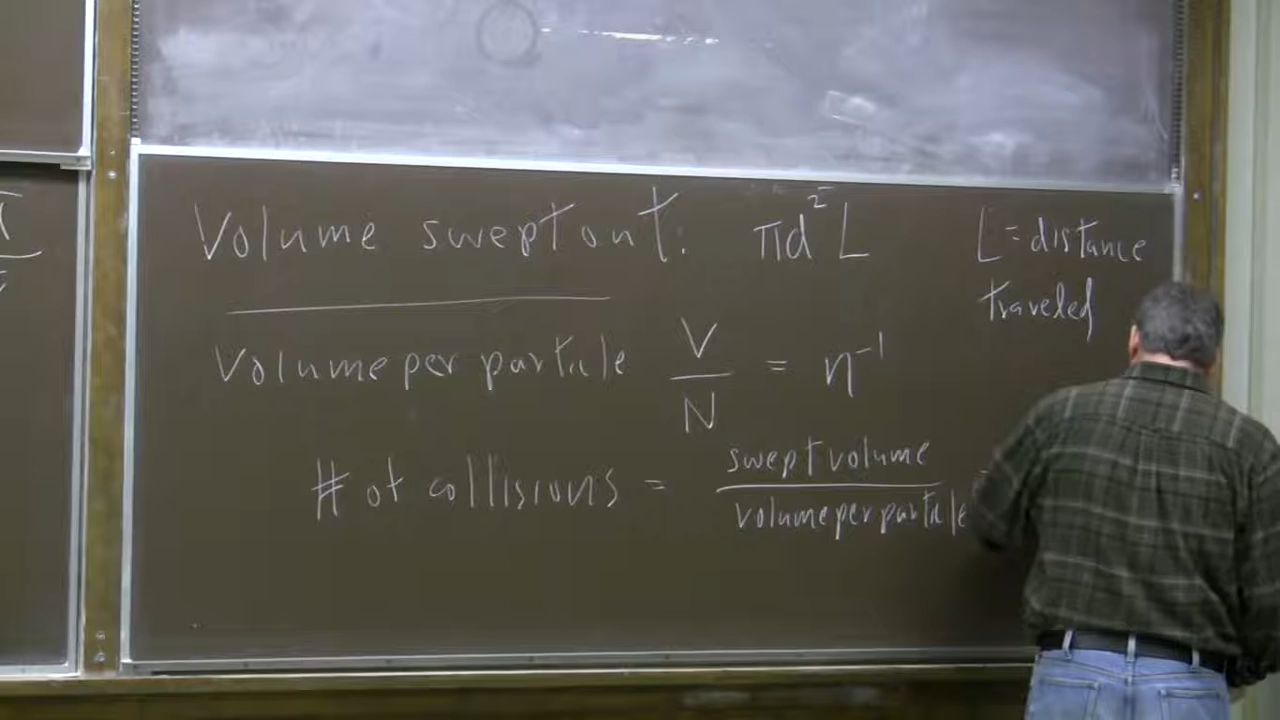 Volume swept out: πd²L
L = distance
traveled
Volume per particle V/N = n⁻¹
# of collisions = swept volume / volume per particle